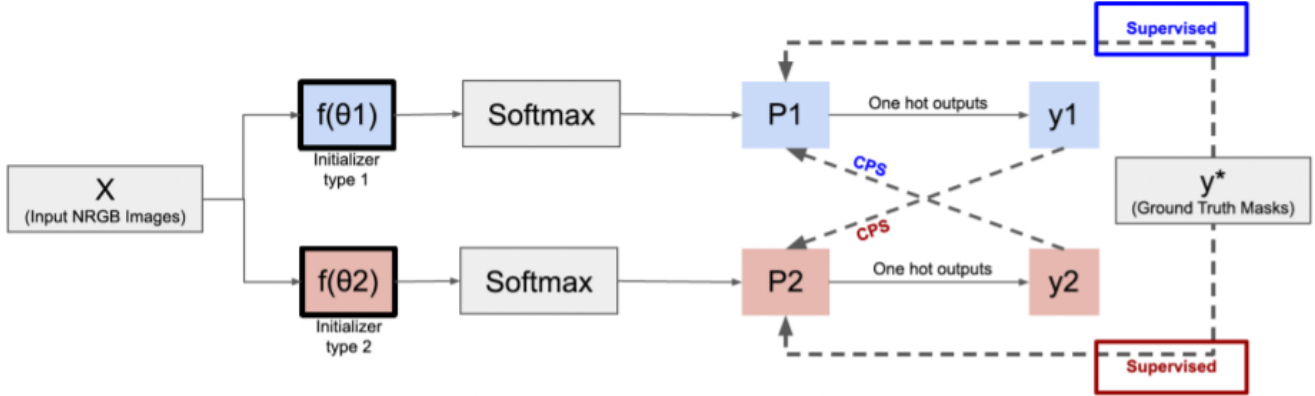 Supervised
f(θ1)
Softmax
P1
One hot outputs
y1
Initializer
type 1
CPS
X
(Input NRGB Images)
y*
(Ground Truth Masks)
CPS
f(θ2)
Softmax
P2
One hot outputs
y2
Initializer
type 2
Supervised